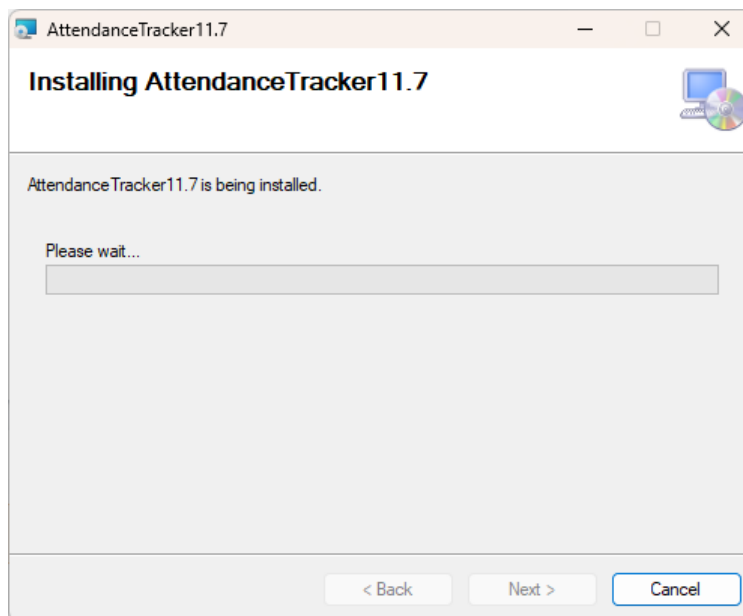 AttendanceTracker11.7
Installing AttendanceTracker11.7
AttendanceTracker11.7 is being installed.
Please wait...
< Back
Next >
Cancel